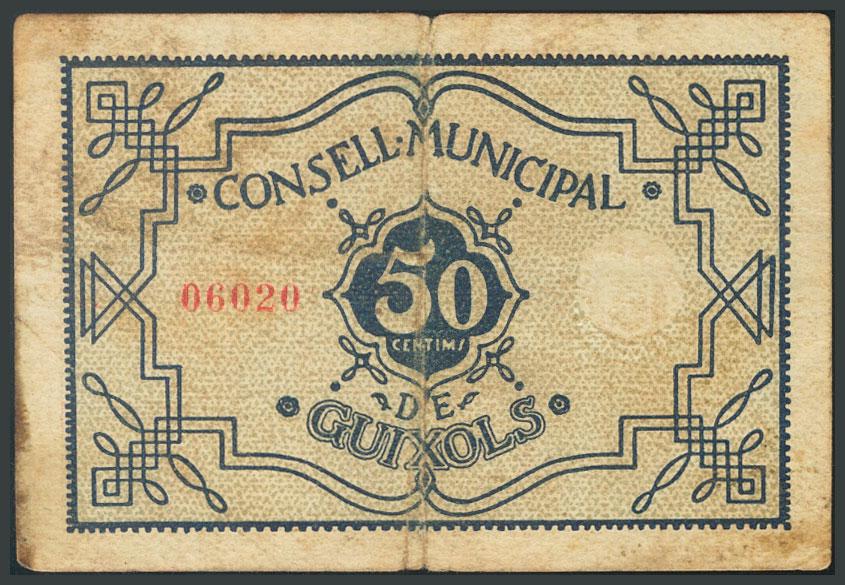 CONSELL·MUNICIPAL
50
CENTIMS
06020
DE
GUIXOLS